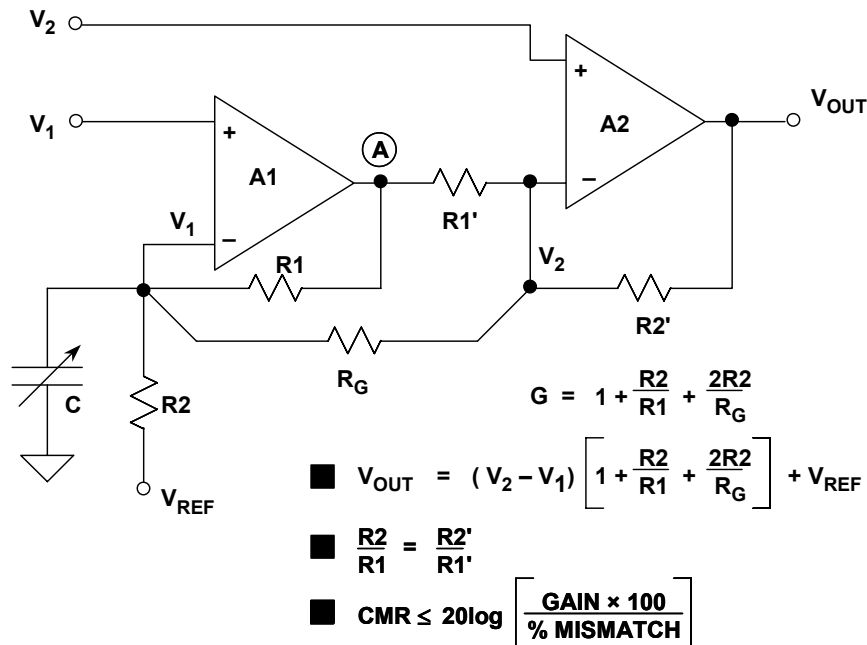 V2
V1
+
A1
−
V1
A
R1'
+
A2
−
VOUT
V2
R1
R2'
RG
C
R2
VREF
G = 1 + R2/R1 + 2R2/RG
■ VOUT = (V2 − V1) [1 + R2/R1 + 2R2/RG] + VREF
■ R2/R1 = R2'/R1'
■ CMR ≤ 20log [GAIN × 100 / % MISMATCH]